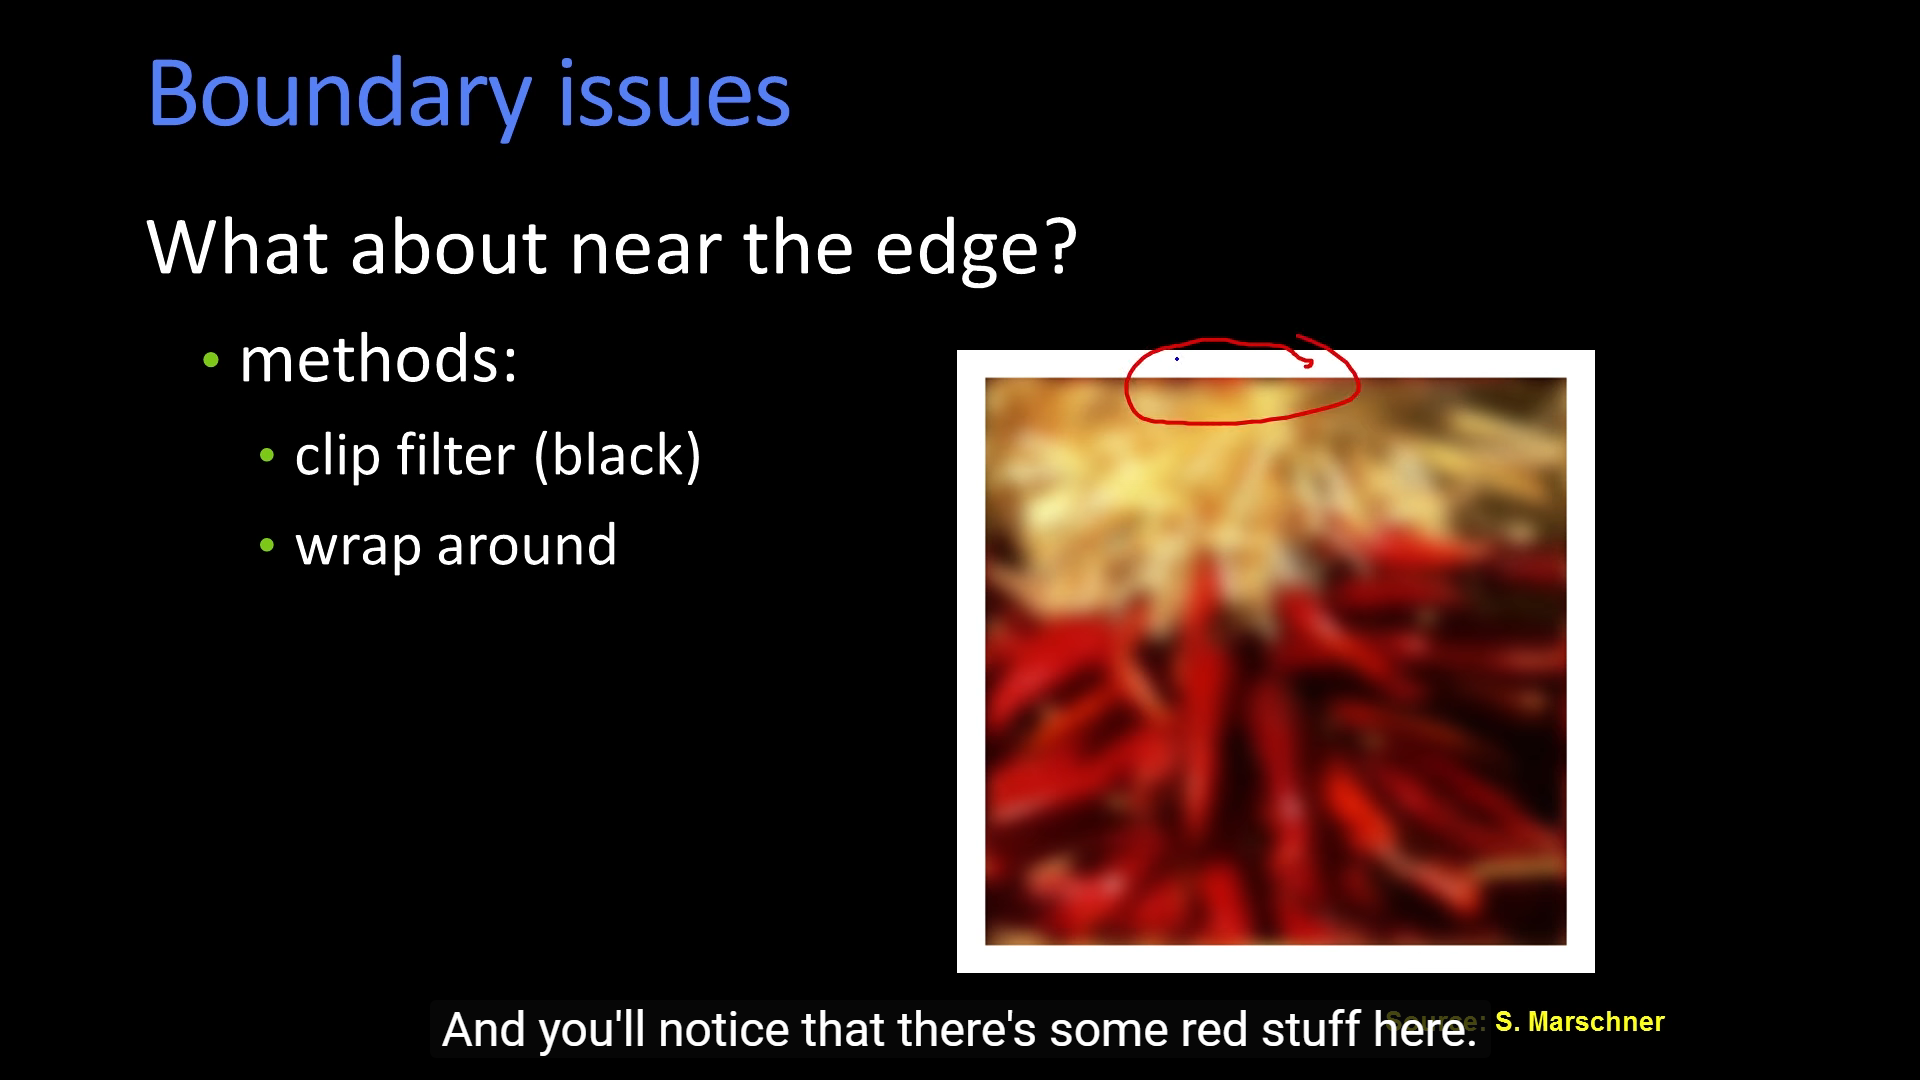 Boundary issues
What about near the edge?
• methods:
• clip filter (black)
• wrap around
And you'll notice that there's some red stuff here.
Source: S. Marschner